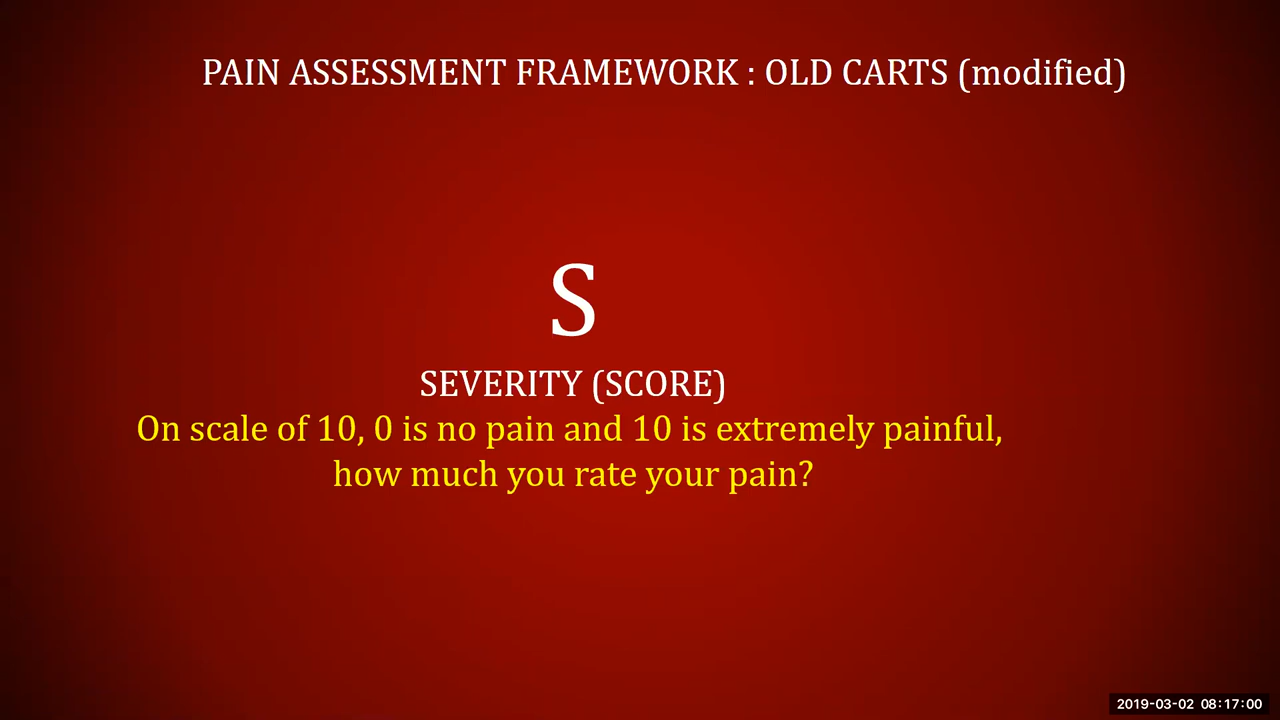 PAIN ASSESSMENT FRAMEWORK : OLD CARTS (modified)
S
SEVERITY (SCORE)
On scale of 10, 0 is no pain and 10 is extremely painful,
how much you rate your pain?
2019-03-02 08:17:00